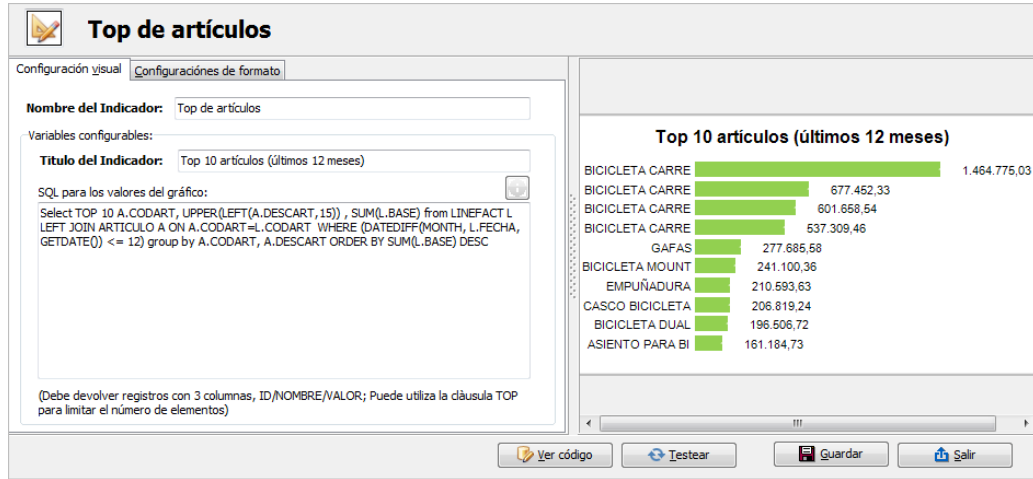 Top de artículos
Configuración visual
Configuraciónes de formato
Nombre del Indicador: Top de artículos
Variables configurables:
Titulo del Indicador: Top 10 artículos (últimos 12 meses)
SQL para los valores del gráfico:
Select TOP 10 A.CODART, UPPER(LEFT(A.DESCART,15)) , SUM(L.BASE) from LINEFACT L
LEFT JOIN ARTICULO A ON A.CODART=L.CODART WHERE (DATEDIFF(MONTH, L.FECHA,
GETDATE()) <= 12) group by A.CODART, A.DESCART ORDER BY SUM(L.BASE) DESC
(Debe devolver registros con 3 columnas, ID/NOMBRE/VALOR; Puede utiliza la clàusula TOP
para limitar el número de elementos)
Top 10 artículos (últimos 12 meses)
BICICLETA CARRE 1.464.775,03
BICICLETA CARRE 677.452,33
BICICLETA CARRE 601.658,54
BICICLETA CARRE 537.309,46
GAFAS 277.685,58
BICICLETA MOUNT 241.100,36
EMPUÑADURA 210.593,63
CASCO BICICLETA 206.819,24
BICICLETA DUAL 196.506,72
ASIENTO PARA BI 161.184,73
Ver código
Testear
Guardar
Salir